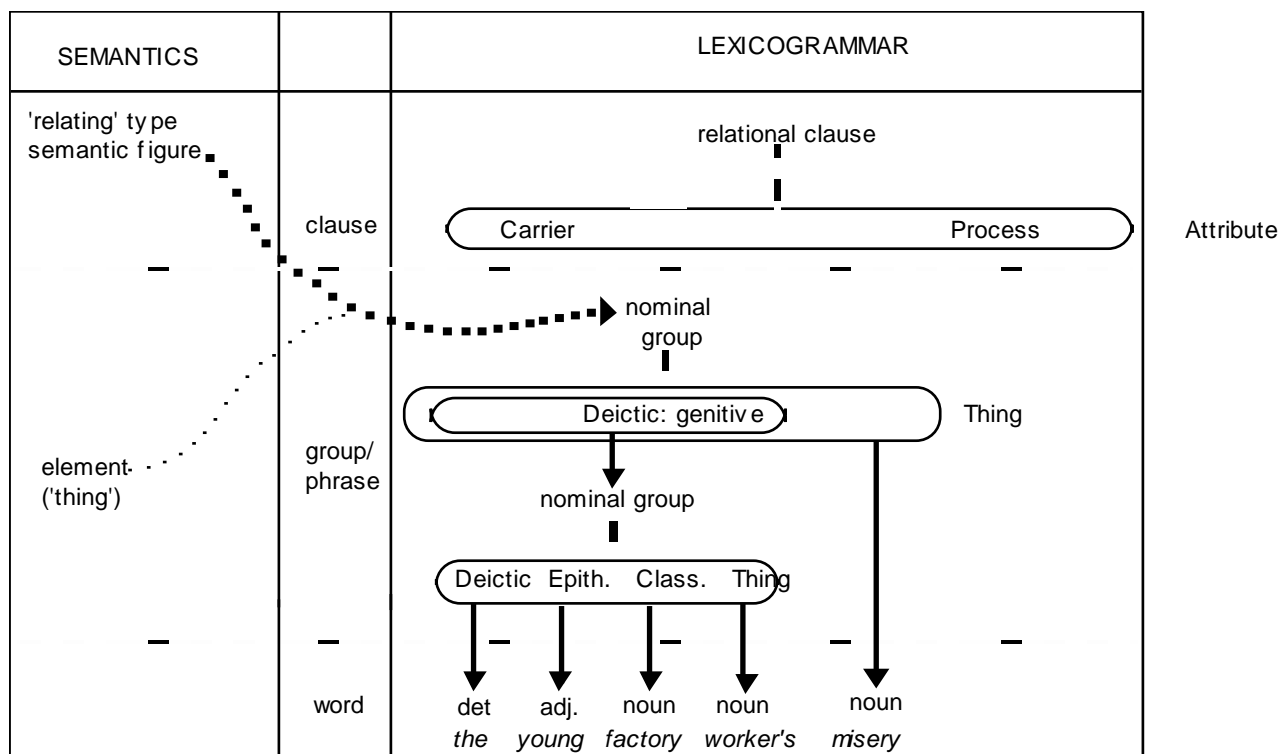 SEMANTICS
LEXICOGRAMMAR
'relating' type
semantic figure
relational clause
clause
Carrier
Process
Attribute
nominal
group
Deictic: genitive
Thing
element
('thing')
group/
phrase
nominal group
Deictic Epith. Class. Thing
word
det adj. noun noun noun
the young factory worker's misery